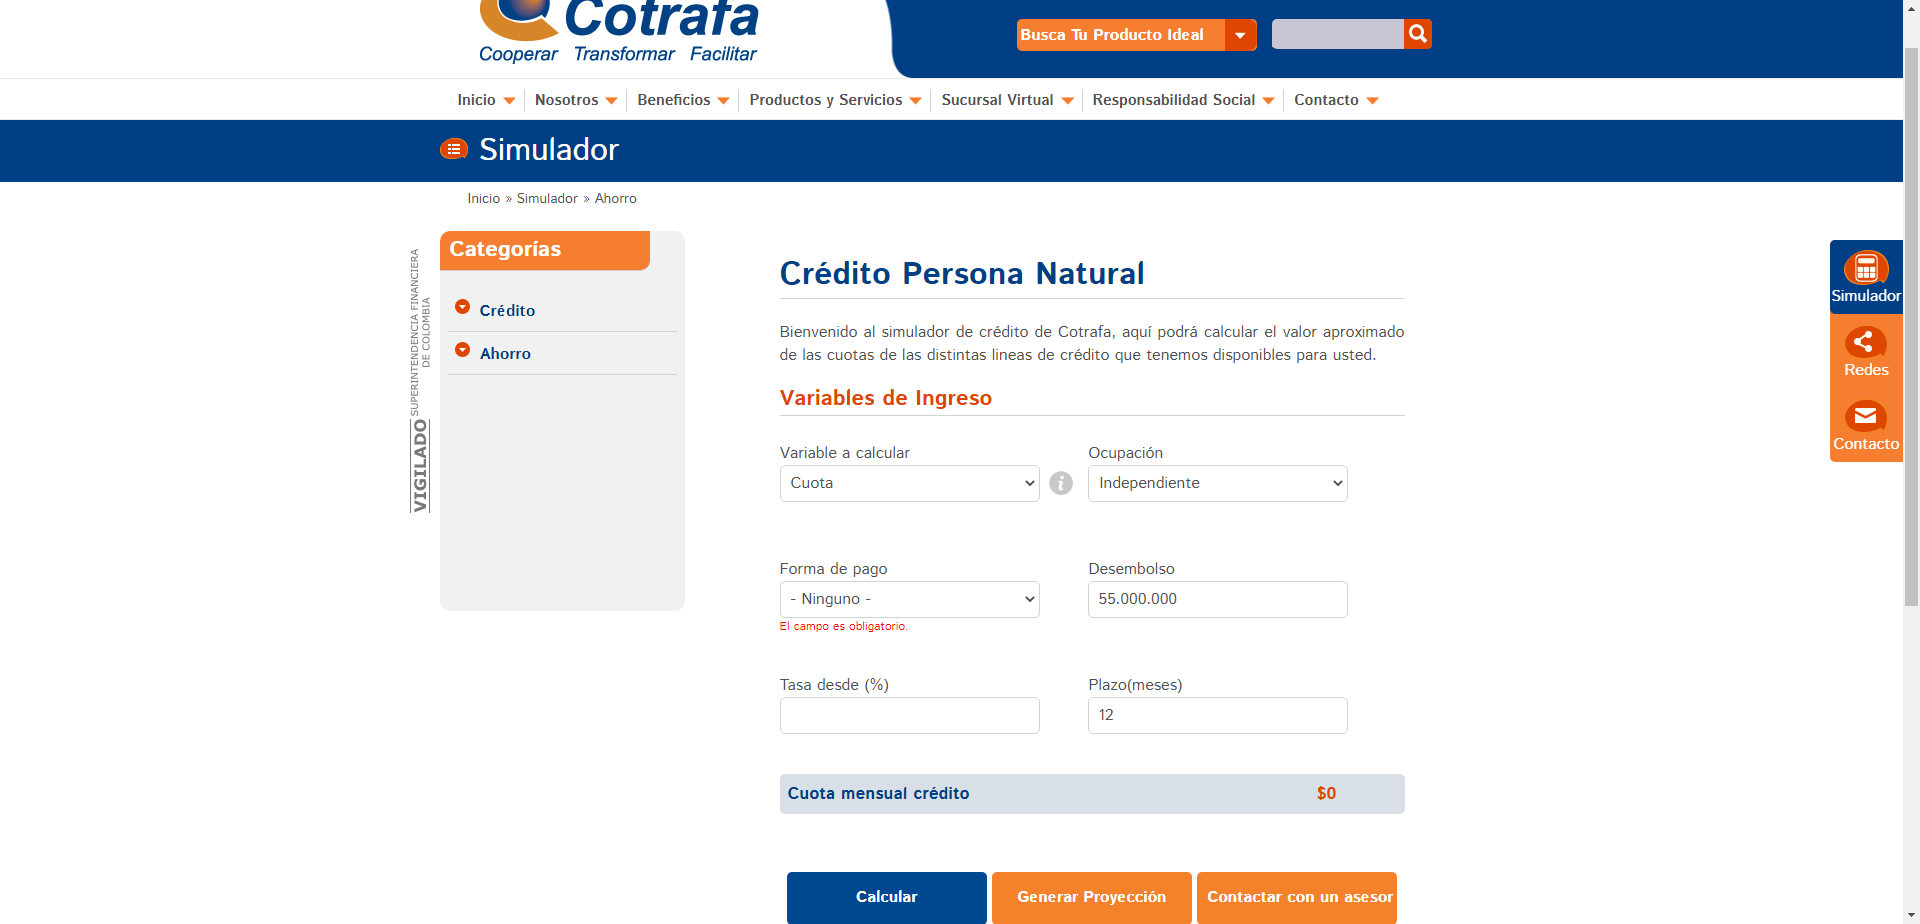 Cotrafa
Cooperar Transformar Facilitar
Busca Tu Producto Ideal
Inicio Nosotros Beneficios Productos y Servicios Sucursal Virtual Responsabilidad Social Contacto
Simulador
Inicio » Simulador » Ahorro
VIGILADO SUPERINTENDENCIA FINANCIERA
DE COLOMBIA
Categorías
Crédito
Ahorro
Crédito Persona Natural
Bienvenido al simulador de crédito de Cotrafa, aquí podrá calcular el valor aproximado
de las cuotas de las distintas lineas de crédito que tenemos disponibles para usted.
Variables de Ingreso
Variable a calcular
Cuota
Ocupación
Independiente
Forma de pago
- Ninguno -
El campo es obligatorio.
Desembolso
55.000.000
Tasa desde (%)
Plazo(meses)
12
Cuota mensual crédito $0
Calcular
Generar Proyección
Contactar con un asesor
Simulador
Redes
Contacto